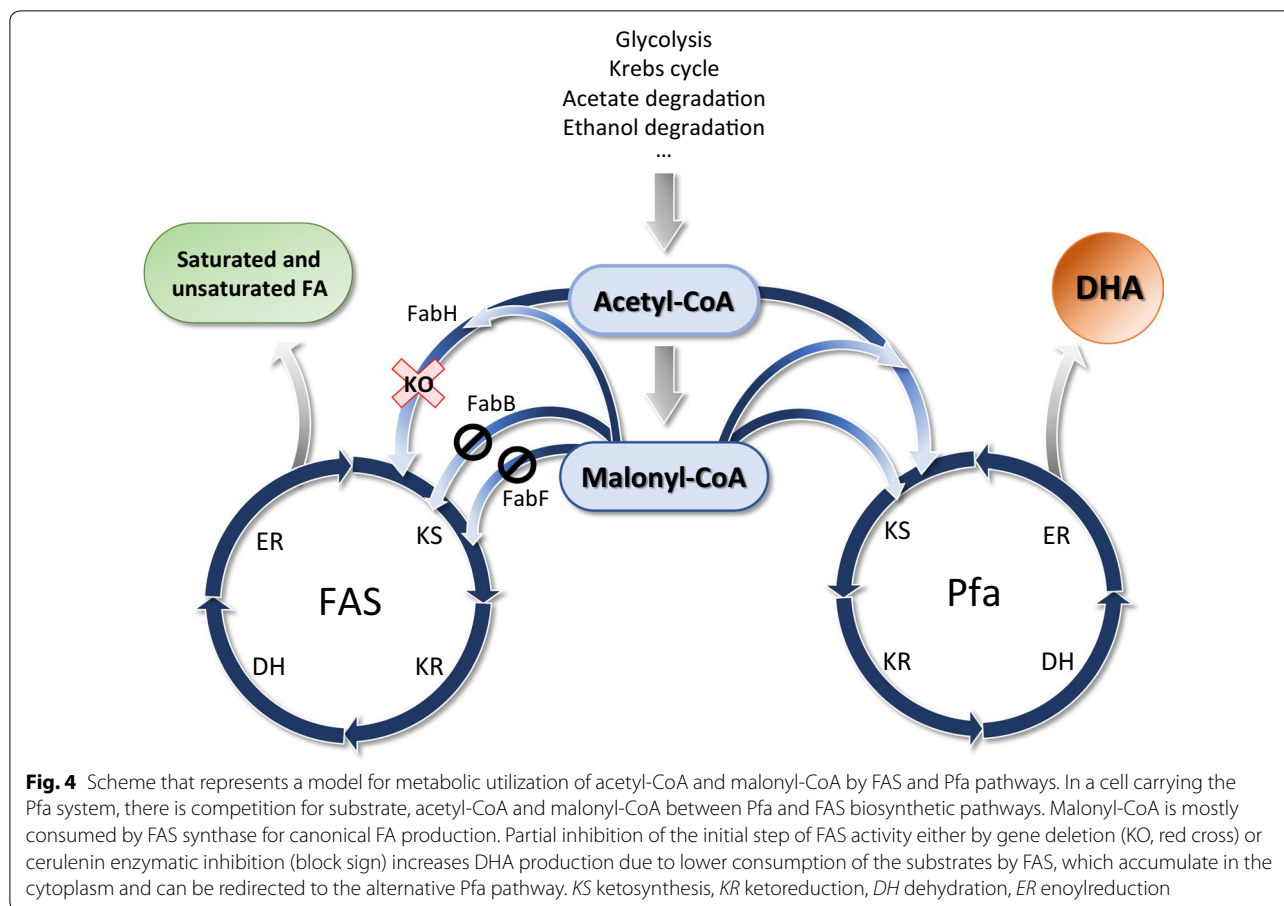 Glycolysis
Krebs cycle
Acetate degradation
Ethanol degradation
...
Saturated and
unsaturated FA
Acetyl-CoA
DHA
FabH
KO
FabB
Malonyl-CoA
FabF
ER
KS
FAS
DH
KR
KS
ER
Pfa
KR
DH
Fig. 4 Scheme that represents a model for metabolic utilization of acetyl-CoA and malonyl-CoA by FAS and Pfa pathways. In a cell carrying the
Pfa system, there is competition for substrate, acetyl-CoA and malonyl-CoA between Pfa and FAS biosynthetic pathways. Malonyl-CoA is mostly
consumed by FAS synthase for canonical FA production. Partial inhibition of the initial step of FAS activity either by gene deletion (KO, red cross) or
cerulenin enzymatic inhibition (block sign) increases DHA production due to lower consumption of the substrates by FAS, which accumulate in the
cytoplasm and can be redirected to the alternative Pfa pathway. KS ketosynthesis, KR ketoreduction, DH dehydration, ER enoylreduction